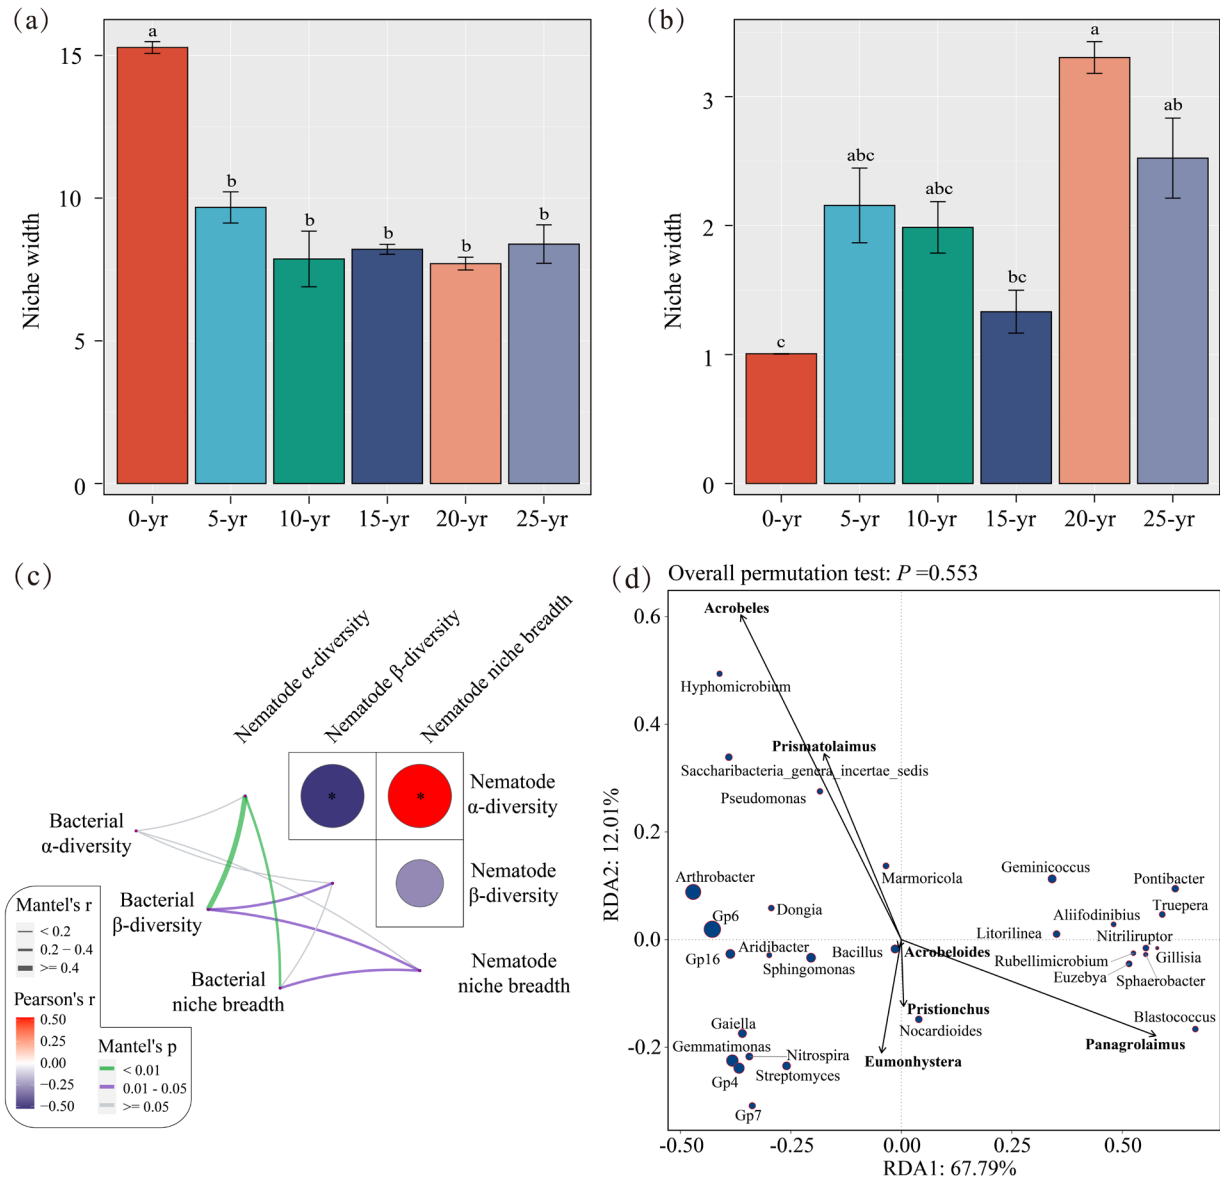 (a)
a
b
b
b
b
b
15
10
5
0
Niche width
0-yr
5-yr
10-yr
15-yr
20-yr
25-yr
(b)
c
abc
abc
bc
a
ab
3
2
1
0
Niche width
0-yr
5-yr
10-yr
15-yr
20-yr
25-yr
(c)
Nematode α-diversity
Nematode β-diversity
Nematode niche breadth
*
*
Nematode
α-diversity
Nematode
β-diversity
Nematode niche
breadth
Bacterial
α-diversity
Bacterial
β-diversity
Bacterial
niche breadth
Mantel's r
< 0.2
0.2 − 0.4
>= 0.4
Pearson's r
0.50
0.25
0.00
−0.25
−0.50
Mantel's p
< 0.01
0.01 - 0.05
>= 0.05
(d)
Overall permutation test: P =0.553
0.6
0.4
0.2
0.0
-0.2
RDA2: 12.01%
Acrobeles
Hyphomicrobium
Prismatolaimus
Saccharibacteria_genera_incertae_sedis
Pseudomonas
Marmoricola
Geminicoccus
Arthrobacter
Pontibacter
Dongia
Truepera
Gp6
Aliifodinibius
Litorilinea
Nitriliruptor
Aridibacter
Bacillus
Acrobeloides
Gp16
Sphingomonas
Rubellimicrobium
Gillisia
Euzebya
Sphaerobacter
Pristionchus
Blastococcus
Gaiella
Nocardioides
Panagrolaimus
Gemmatimonas
Nitrospira
Eumonhystera
Gp4
Streptomyces
Gp7
-0.50
-0.25
0.00
0.25
0.50
RDA1: 67.79%